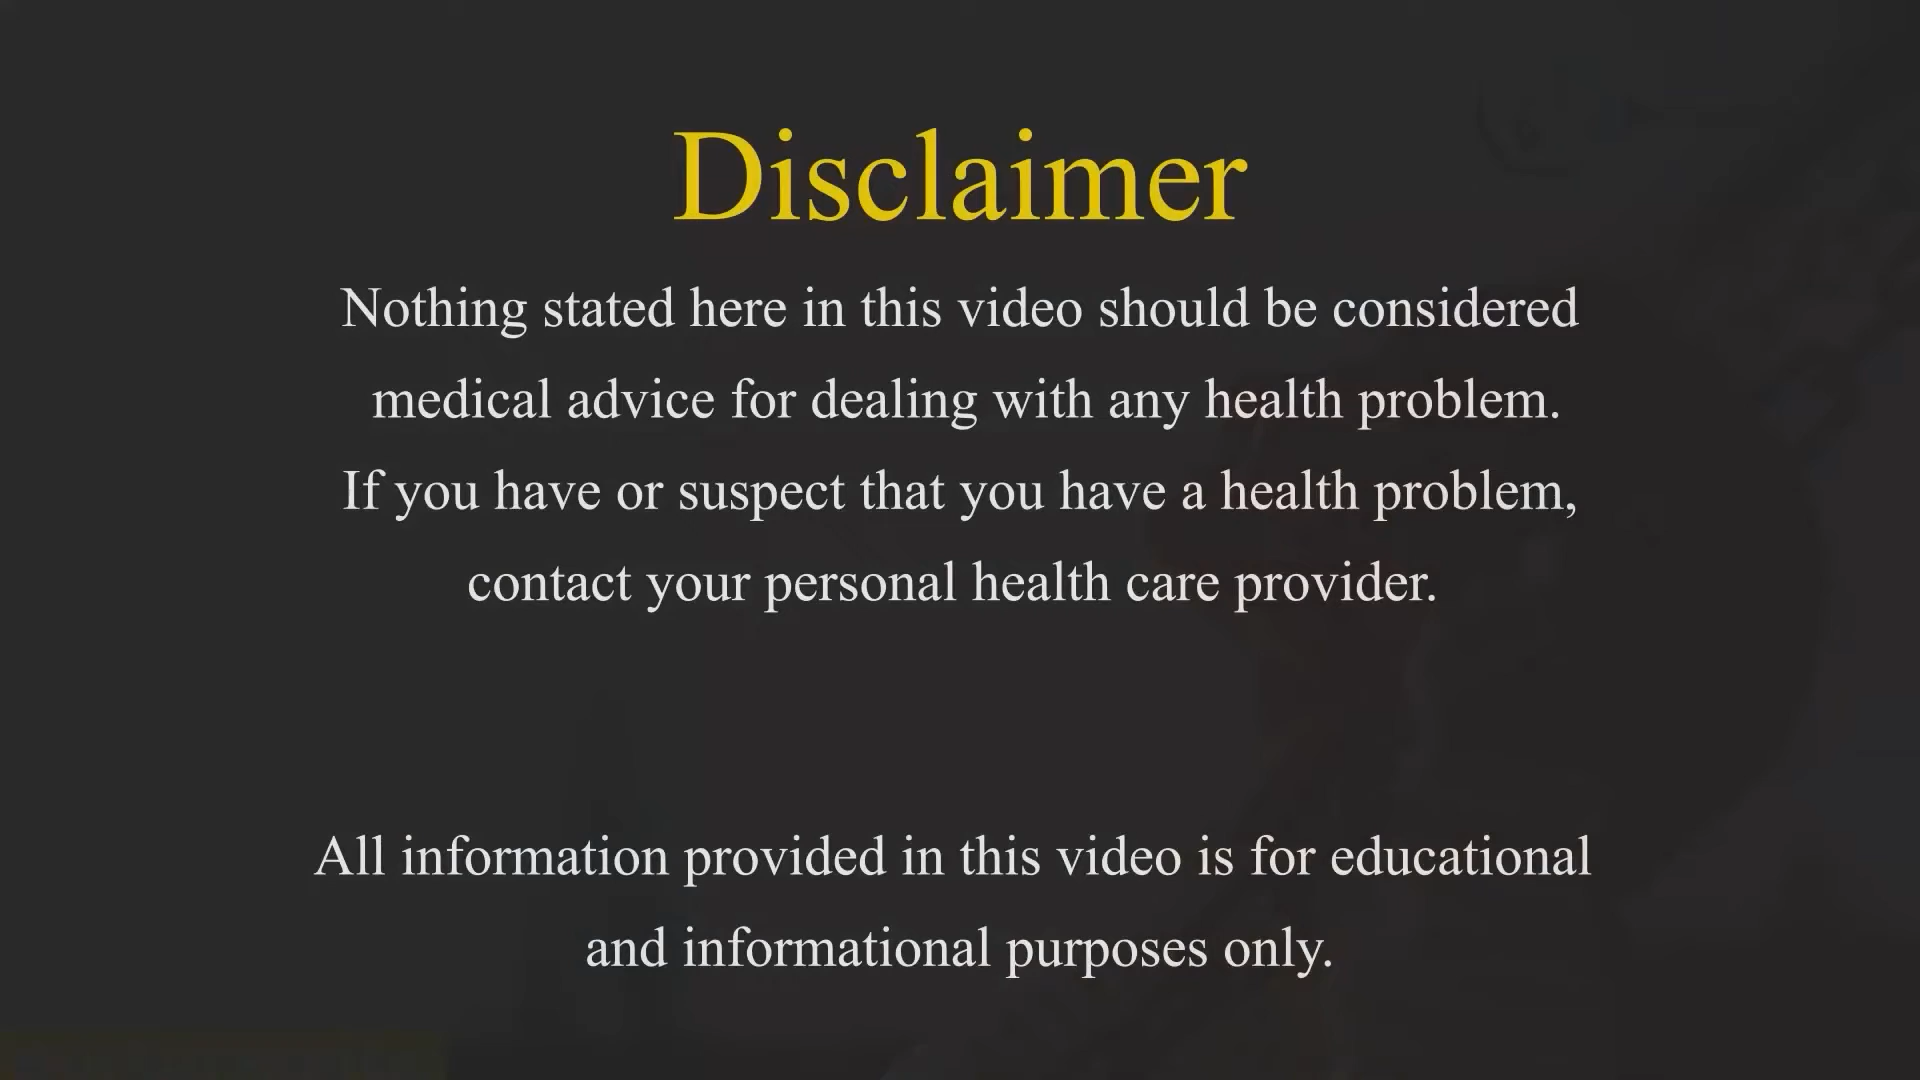 Disclaimer
Nothing stated here in this video should be considered
medical advice for dealing with any health problem.
If you have or suspect that you have a health problem,
contact your personal health care provider.
All information provided in this video is for educational
and informational purposes only.